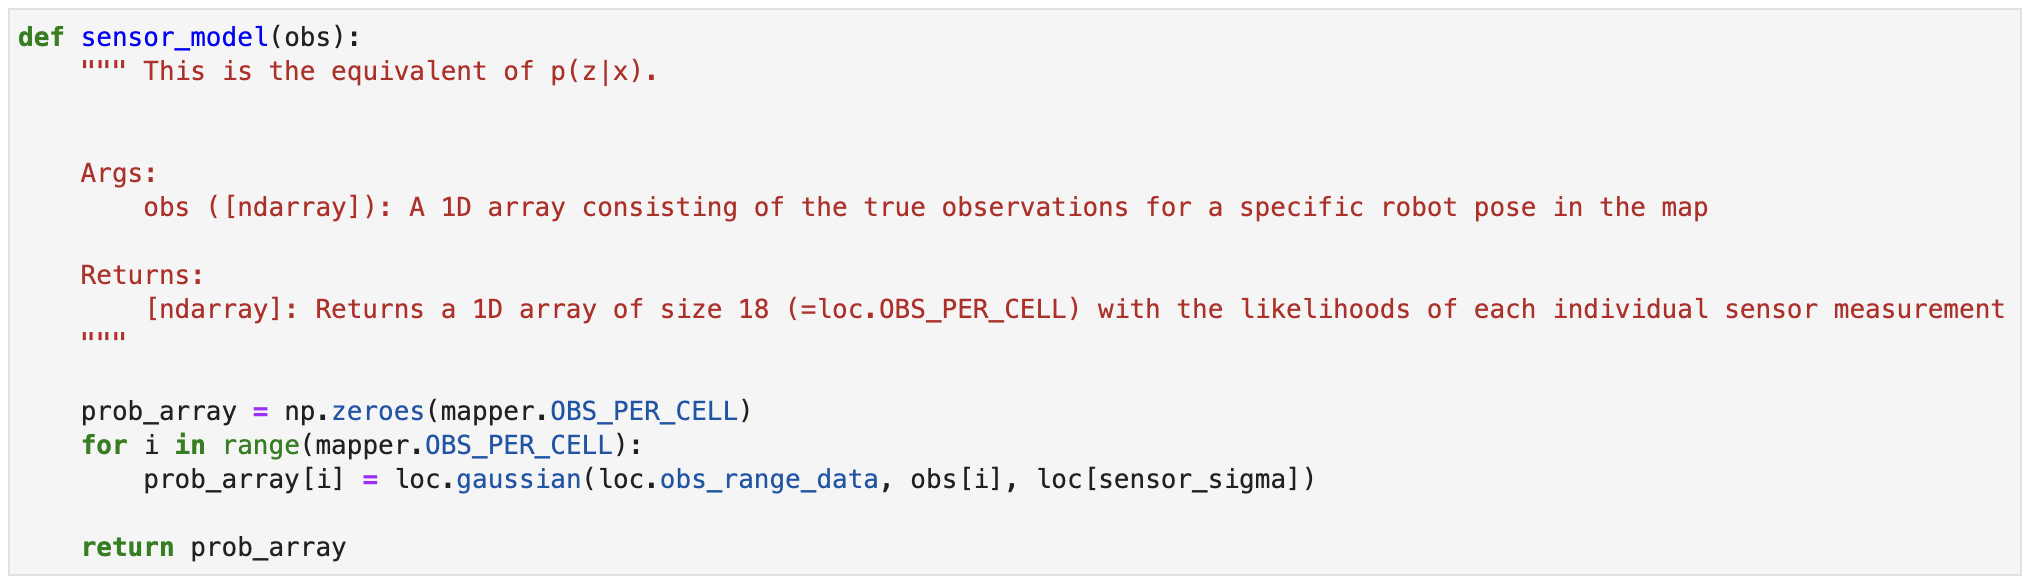 def sensor_model(obs):
    """ This is the equivalent of p(z|x).
    Args:
        obs ([ndarray]): A 1D array consisting of the true observations for a specific robot pose in the map
    Returns:
        [ndarray]: Returns a 1D array of size 18 (=loc.OBS_PER_CELL) with the likelihoods of each individual sensor measurement
    """
    prob_array = np.zeroes(mapper.OBS_PER_CELL)
    for i in range(mapper.OBS_PER_CELL):
        prob_array[i] = loc.gaussian(loc.obs_range_data, obs[i], loc[sensor_sigma])
    return prob_array